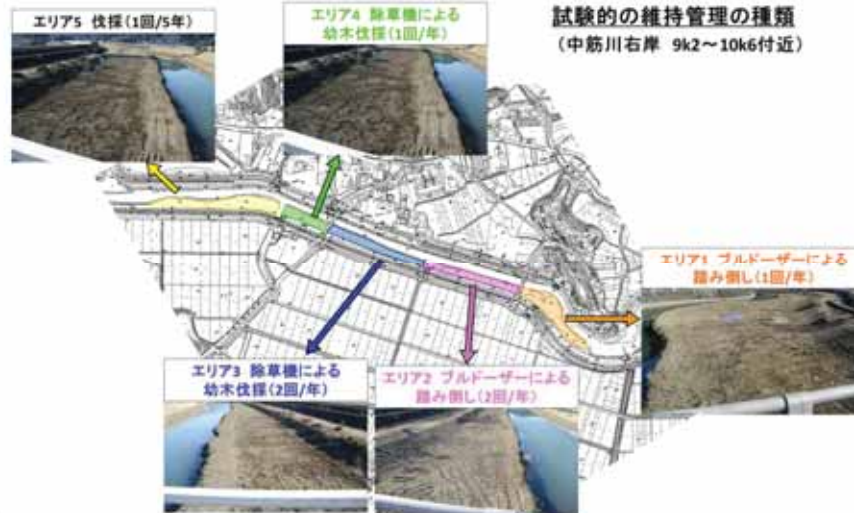 試験的の維持管理の種類
(中筋川右岸 9k2～10k6付近)
エリア5 伐採(1回/5年)
エリア4 除草機による
幼木伐採(1回/年)
エリア1 ブルドーザーによる
踏み倒し(1回/年)
エリア3 除草機による
幼木伐採(2回/年)
エリア2 ブルドーザーによる
踏み倒し(2回/年)